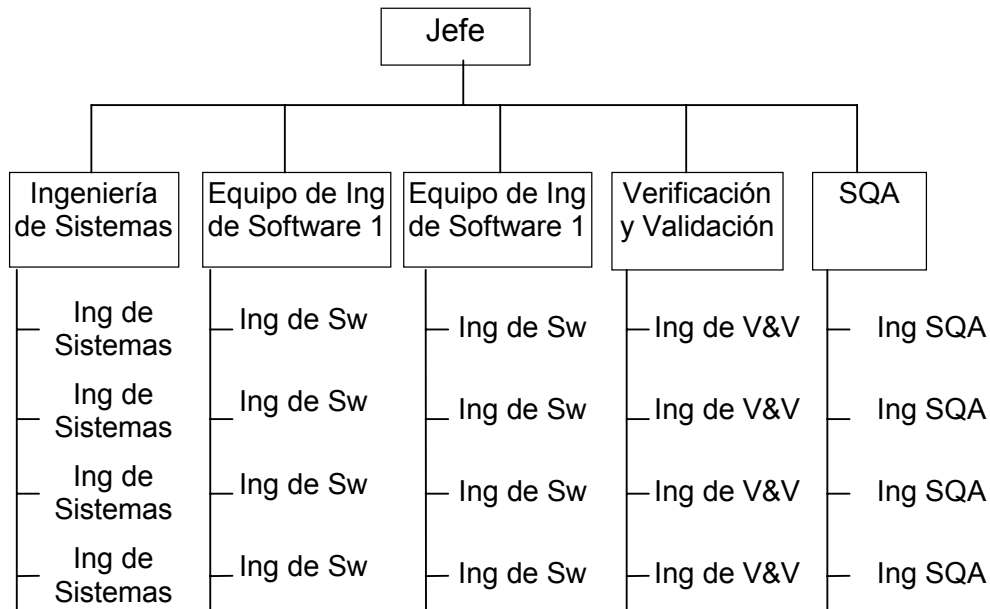 Jefe
Ingeniería
de Sistemas
Equipo de Ing
de Software 1
Equipo de Ing
de Software 1
Verificación
y Validación
SQA
Ing de
Sistemas
Ing de
Sistemas
Ing de
Sistemas
Ing de
Sistemas
Ing de Sw
Ing de Sw
Ing de Sw
Ing de Sw
Ing de Sw
Ing de Sw
Ing de Sw
Ing de Sw
Ing de V&V
Ing de V&V
Ing de V&V
Ing de V&V
Ing SQA
Ing SQA
Ing SQA
Ing SQA